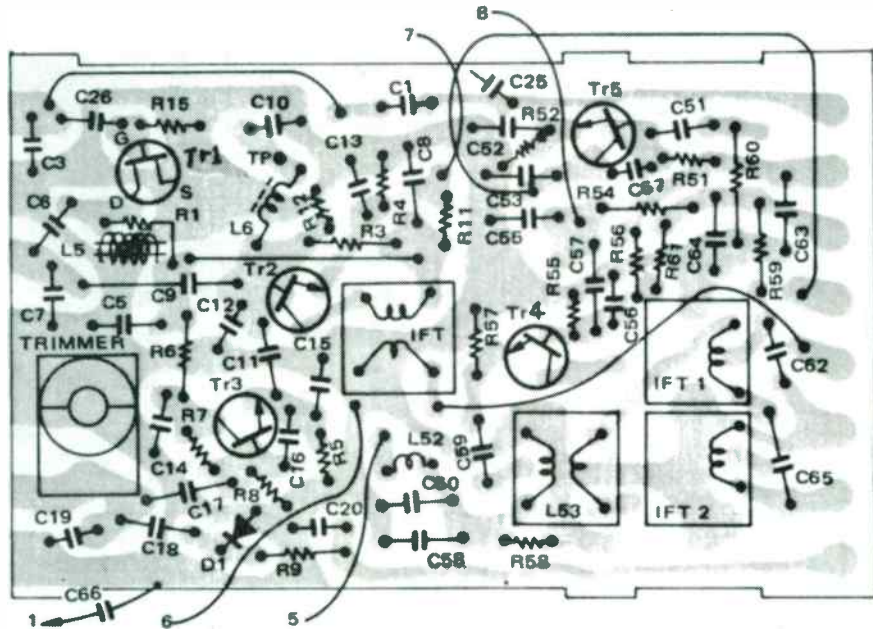 7
8
C26
R15
C10
C1
C25
Tr5
C3
G
Tr1
TP
C13
C8
R52
C52
C51
R60
C67
R51
D
S
C6
R1
L5
L6
R12
R3
R4
R11
C53
C55
R54
R55
C57
R56
R61
C64
R59
C63
C7
C5
C9
Tr2
C12
C11
C15
IFT
R57
Tr4
C56
TRIMMER
R6
Tr3
R7
C14
C16
R5
L52
C59
IFT 1
C62
C17
R8
C60
L53
IFT 2
C65
C19
C18
D1
C20
R9
C58
R58
C66
1
6
5